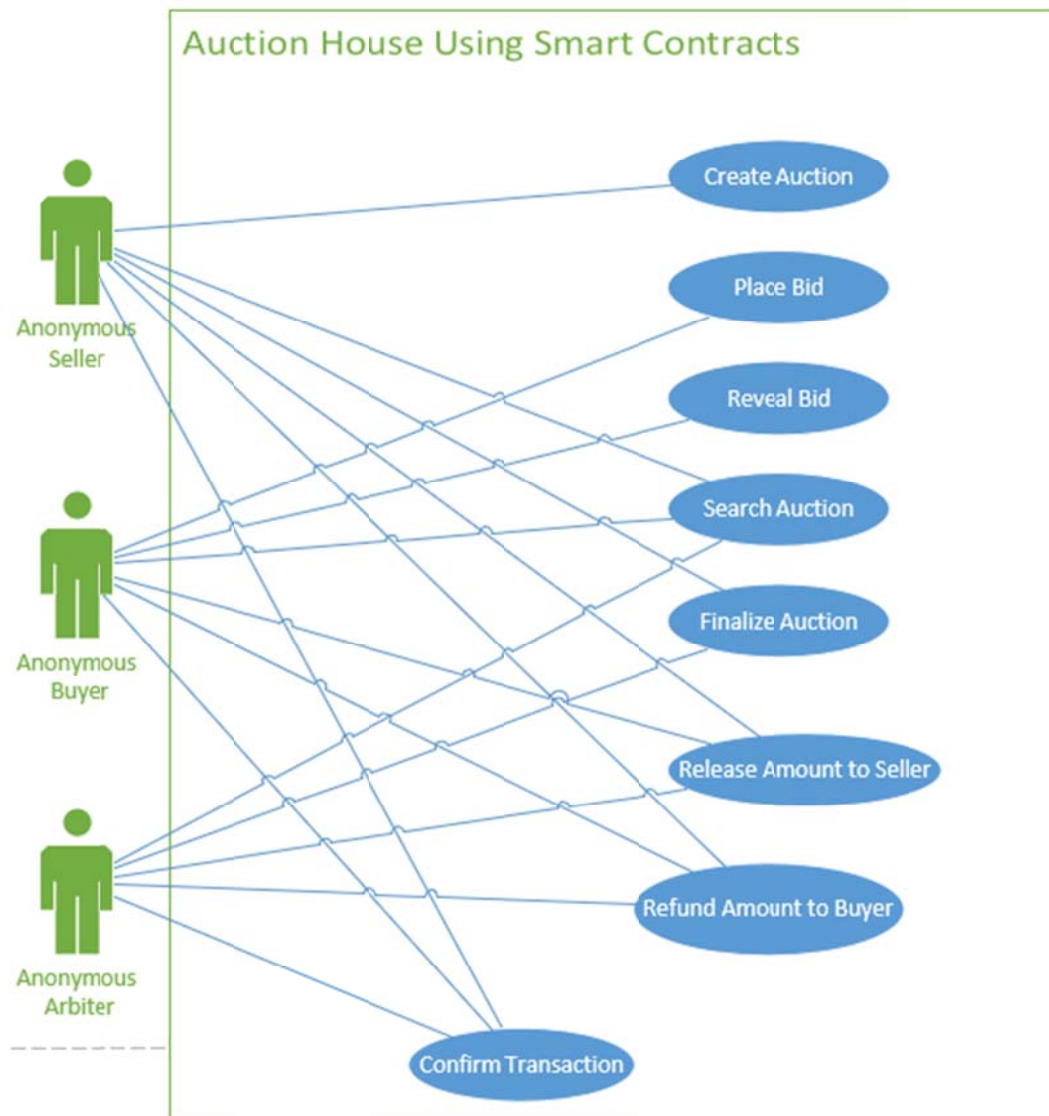 Auction House Using Smart Contracts
Create Auction
Place Bid
Anonymous
Seller
Reveal Bid
Search Auction
Finalize Auction
Anonymous
Buyer
Release Amount to Seller
Refund Amount to Buyer
Anonymous
Arbiter
Confirm Transaction